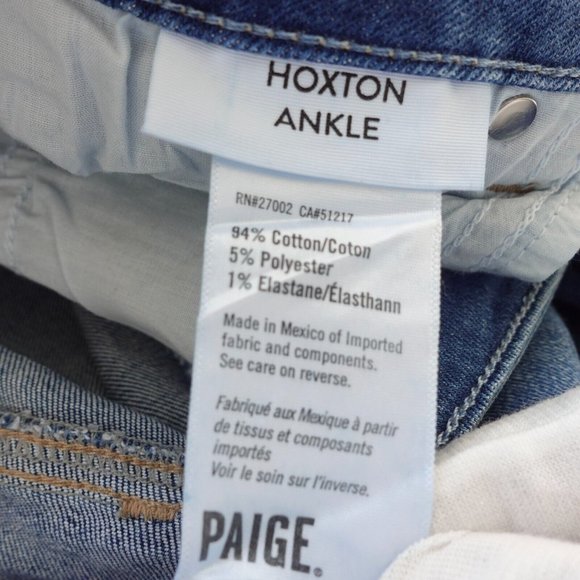 HOXTON
ANKLE
RN#27002 CA#51217
94% Cotton/Coton
5% Polyester
1% Elastane/Élasthann
Made in Mexico of Imported
fabric and components.
See care on reverse.
Fabriqué aux Mexique à partir
de tissus et composants
importés
Voir le soin sur l'inverse.
PAIGE.